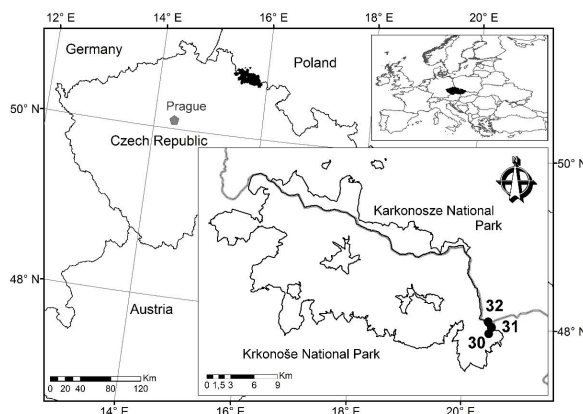 12° E
14° E
16° E
18° E
20° E
Germany
Poland
50° N
Prague
Czech Republic
50° N
Karkonosze National
Park
48° N
32
31
30
48° N
Austria
Krkonoše National Park
Km
0 20 40 80 120
Km
0 1,5 3 6 9
14° E
16° E
18° E
20° E